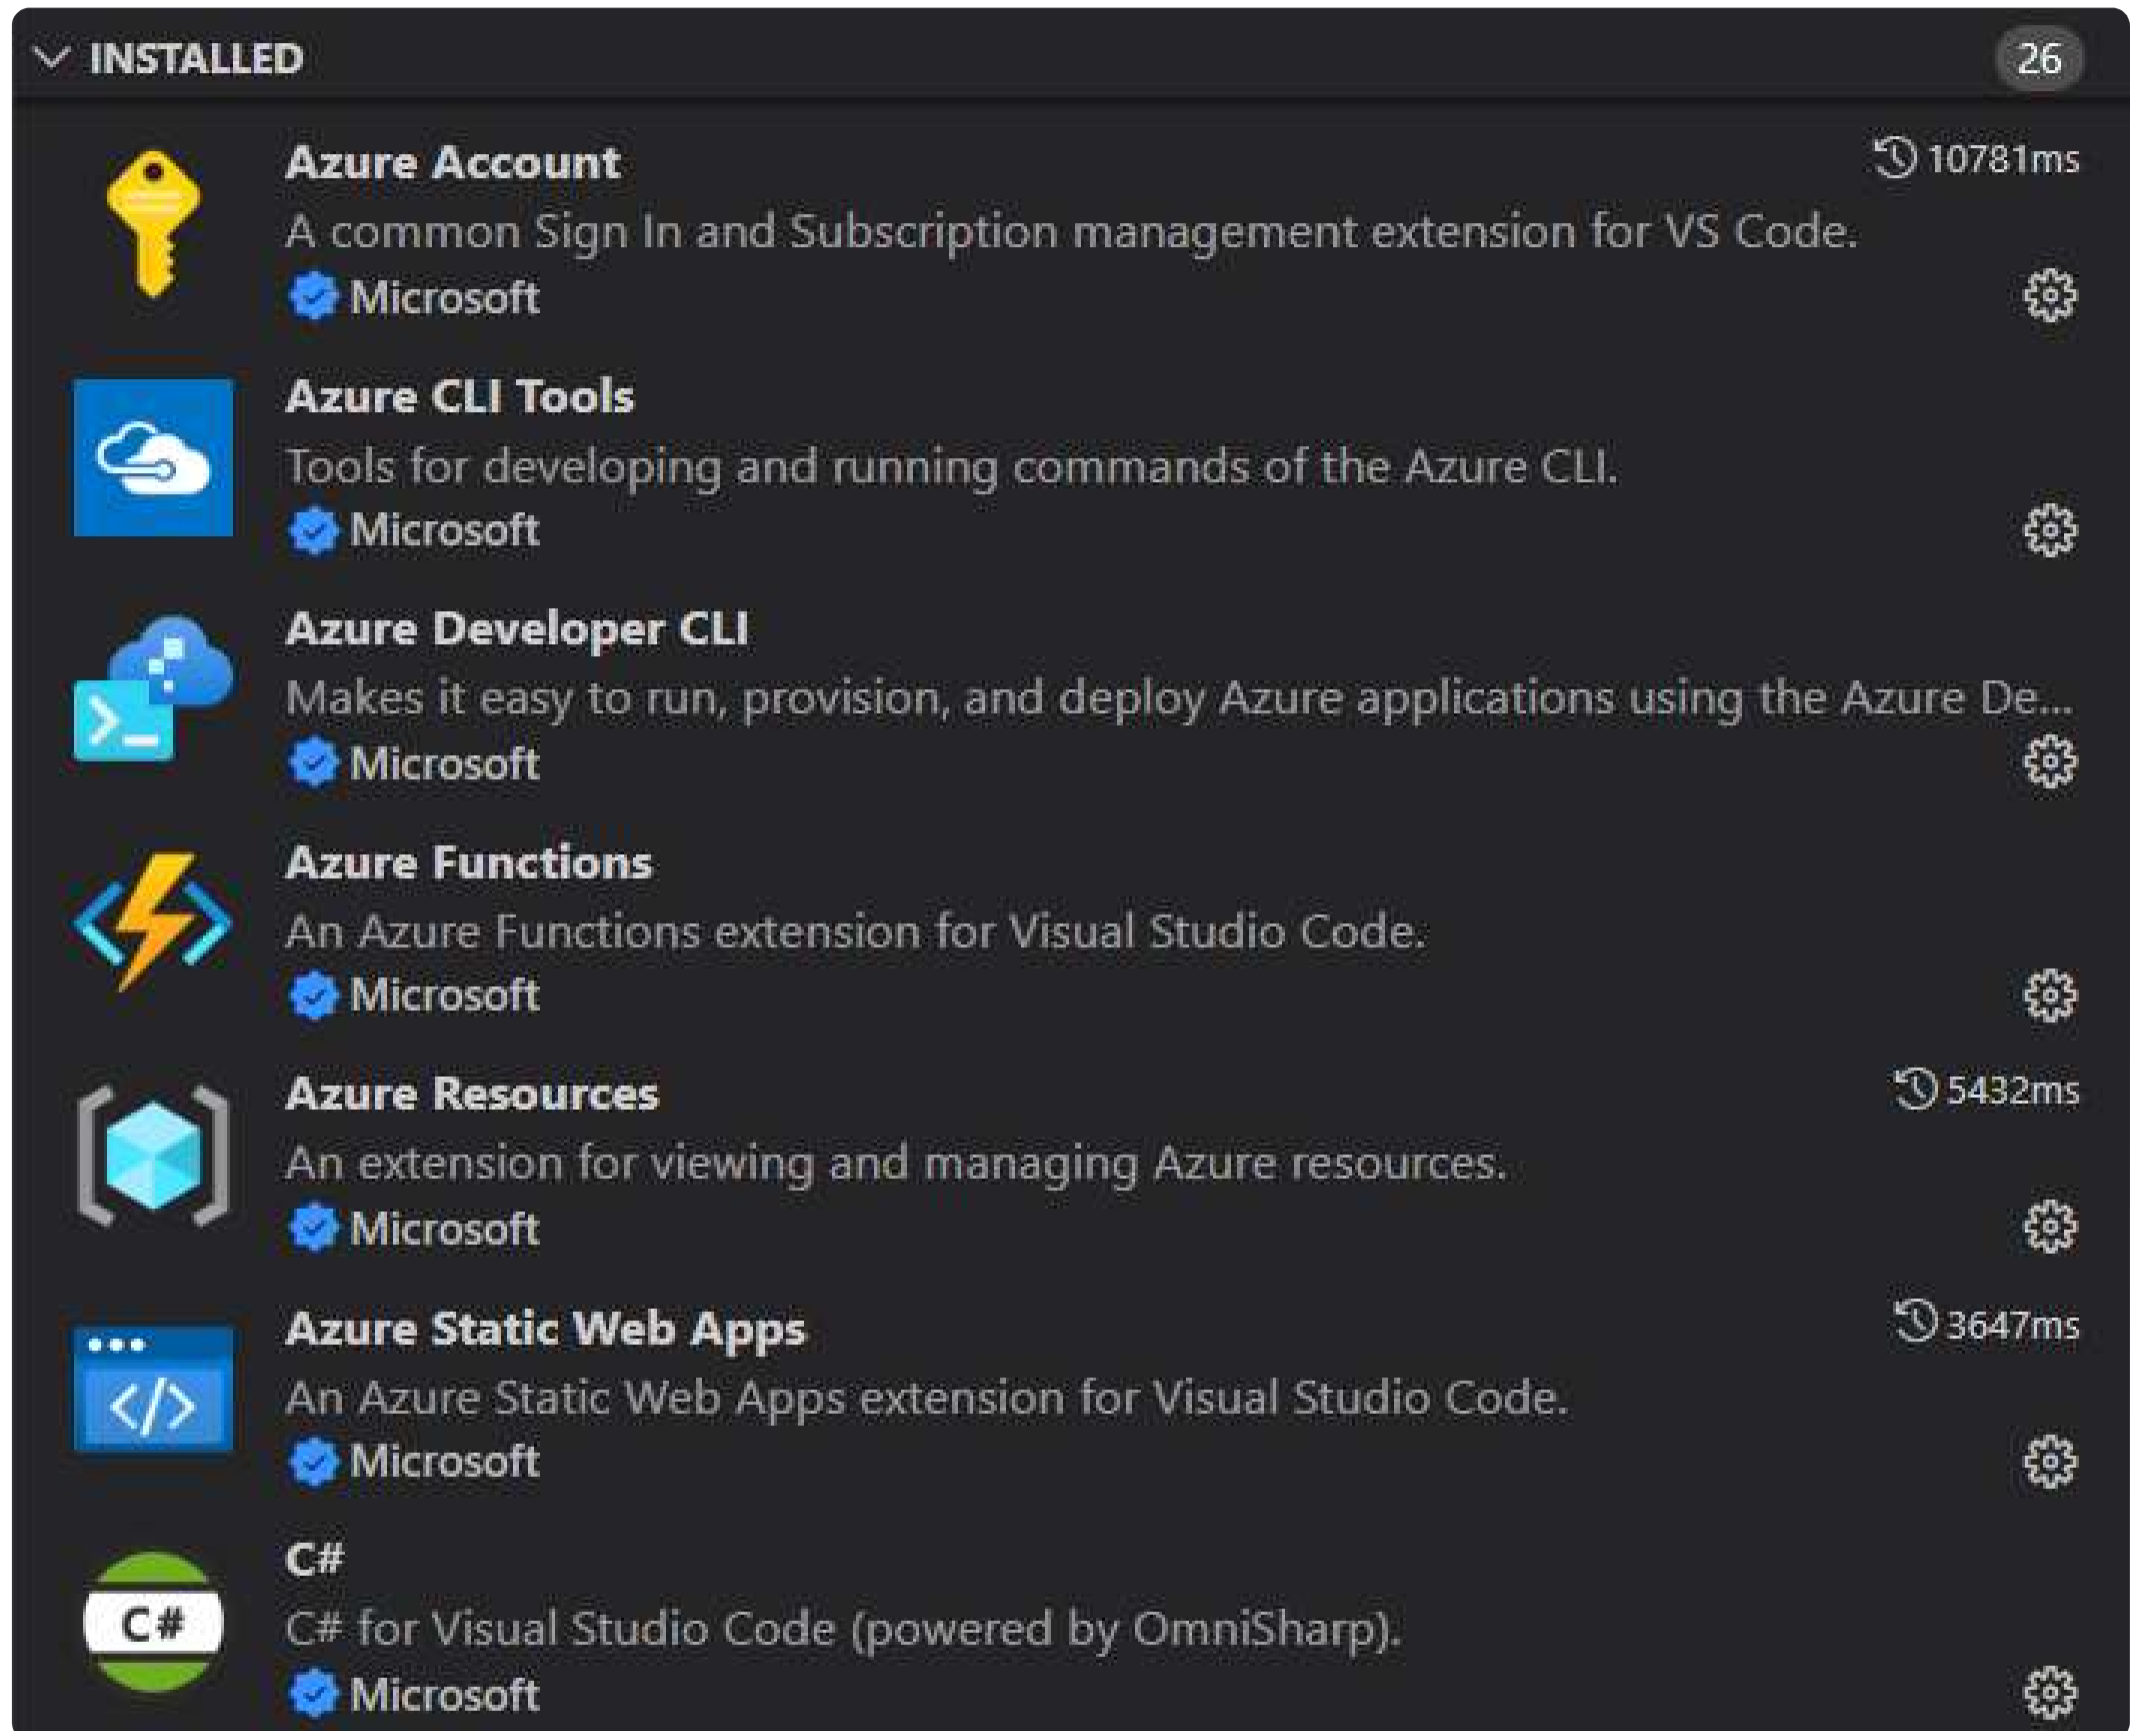 INSTALLED 26
Azure Account 10781ms
A common Sign In and Subscription management extension for VS Code.
Microsoft
Azure CLI Tools
Tools for developing and running commands of the Azure CLI.
Microsoft
Azure Developer CLI
Makes it easy to run, provision, and deploy Azure applications using the Azure De...
Microsoft
Azure Functions
An Azure Functions extension for Visual Studio Code.
Microsoft
Azure Resources 5432ms
An extension for viewing and managing Azure resources.
Microsoft
Azure Static Web Apps 3647ms
An Azure Static Web Apps extension for Visual Studio Code.
Microsoft
C#
C#
C# for Visual Studio Code (powered by OmniSharp).
Microsoft